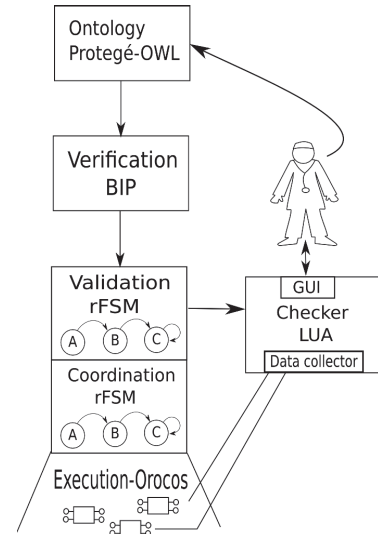 Ontology
Protegé-OWL
Verification
BIP
Validation
rFSM
A B C
GUI
Checker
LUA
Data collector
Coordination
rFSM
A B C
Execution-Orocos